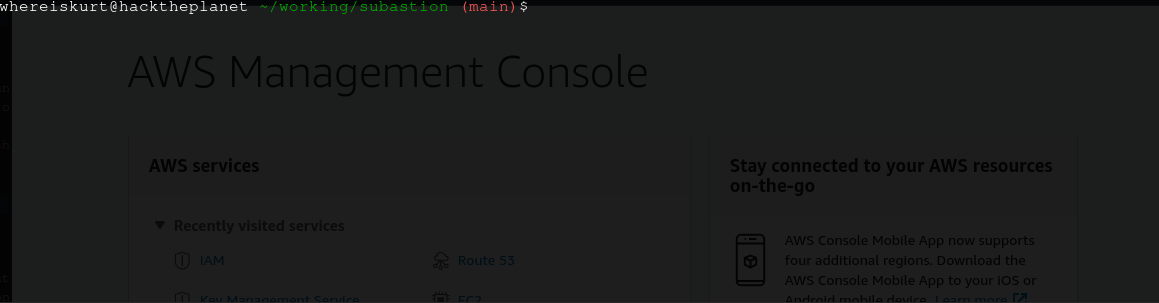 whereiskurt@hacktheplanet ~/working/subastion (main)$
AWS Management Console
AWS services
Recently visited services
IAM
Route 53
Key Management Service
EC2
Stay connected to your AWS resources
on-the-go
AWS Console Mobile App now supports
four additional regions. Download the
AWS Console Mobile App to your iOS or
Android mobile device. Learn more